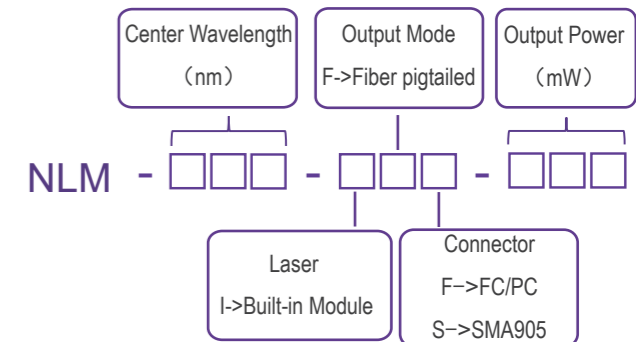 Center Wavelength
（nm）
Output Mode
F->Fiber pigtailed
Output Power
（mW）
NLM - □□□ - □□□ - □□□
Laser
I->Built-in Module
Connector
F−>FC/PC
S−>SMA905